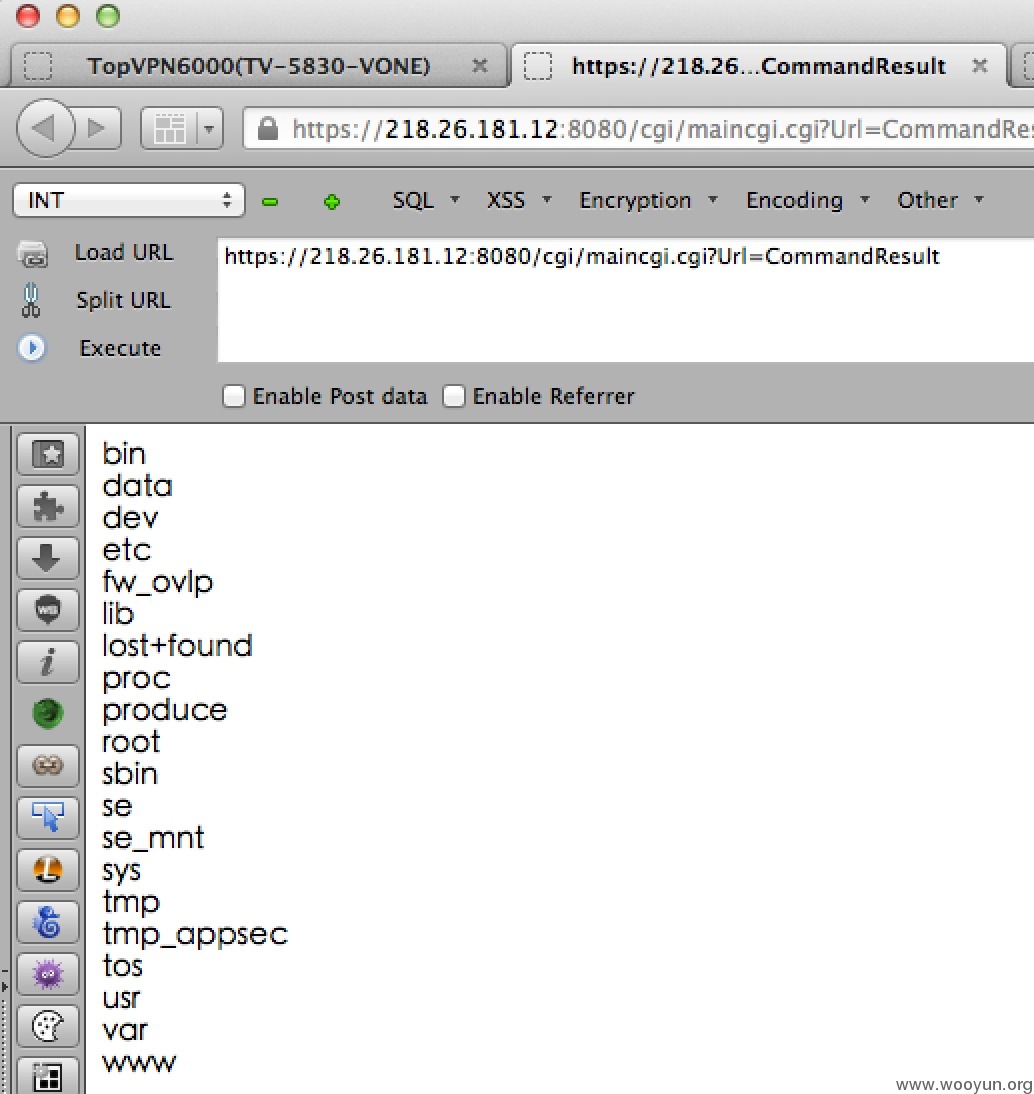 TopVPN6000(TV-5830-VONE)
https://218.26...CommandResult
https://218.26.181.12:8080/cgi/maincgi.cgi?Url=CommandRes
INT
SQL
XSS
Encryption
Encoding
Other
Load URL
https://218.26.181.12:8080/cgi/maincgi.cgi?Url=CommandResult
Split URL
Execute
Enable Post data
Enable Referrer
bin
data
dev
etc
fw_ovlp
lib
lost+found
proc
produce
root
sbin
se
se_mnt
sys
tmp
tmp_appsec
tos
usr
var
www
www.wooyun.org